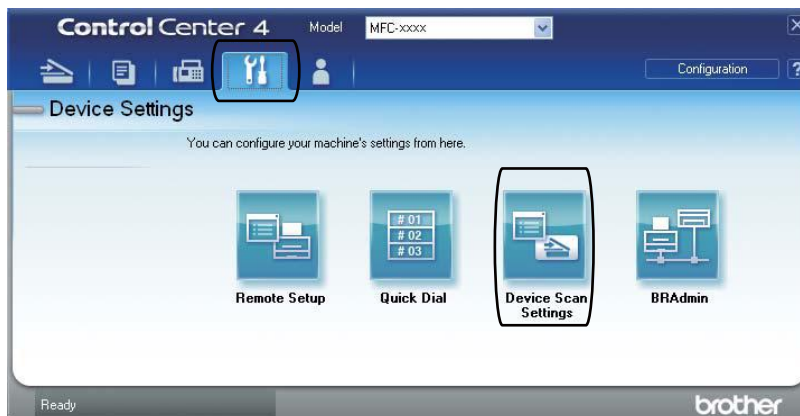 Control Center 4 Model MFC-xxxx
Configuration ?
Device Settings
You can configure your machine's settings from here.
# 01
# 02
# 03
Remote Setup Quick Dial Device Scan Settings BRAdmin
Ready brother